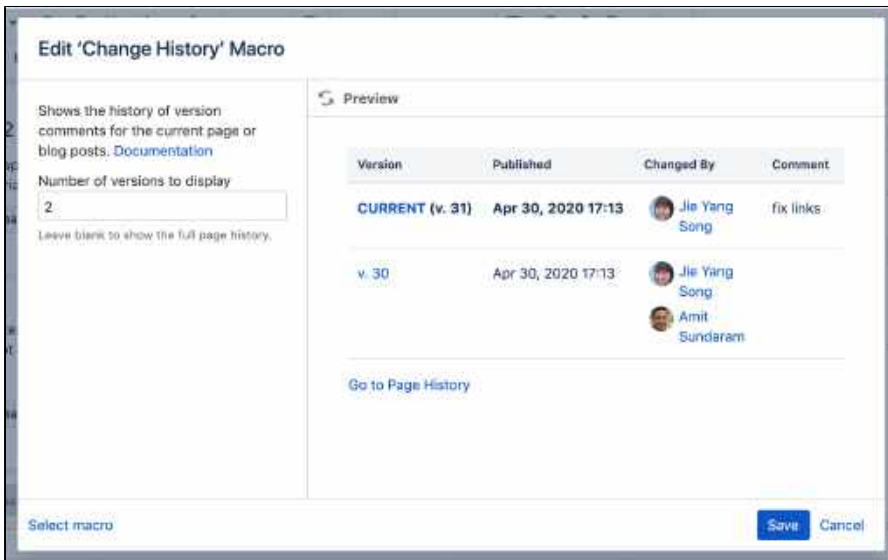 Edit 'Change History' Macro
Shows the history of version
comments for the current page or
blog posts. Documentation
Number of versions to display
2
Leave blank to show the full page history.
Preview
Version Published Changed By Comment
CURRENT (v. 31) Apr 30, 2020 17:13 Jie Yang fix links
Song
v. 30 Apr 30, 2020 17:13 Jie Yang
Song
Amit
Sundaram
Go to Page History
Select macro
Save Cancel